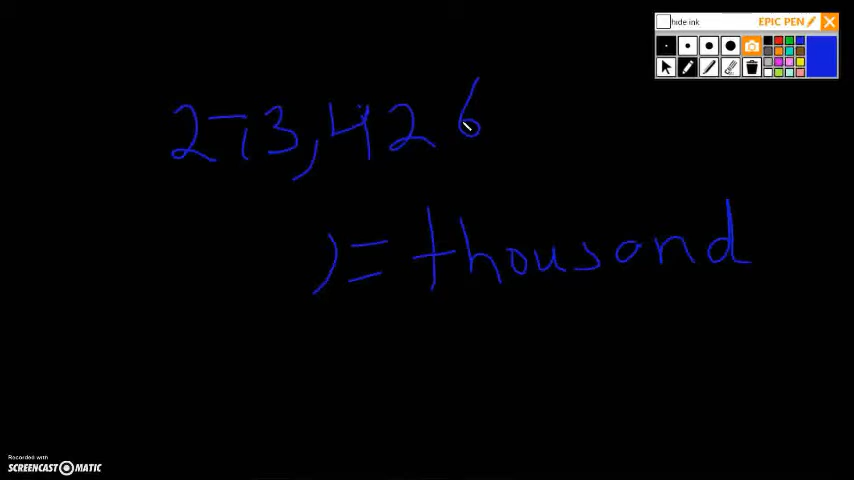 hide ink EPIC PEN
273,426
, = thousand
Recorded with
SCREENCAST-O-MATIC